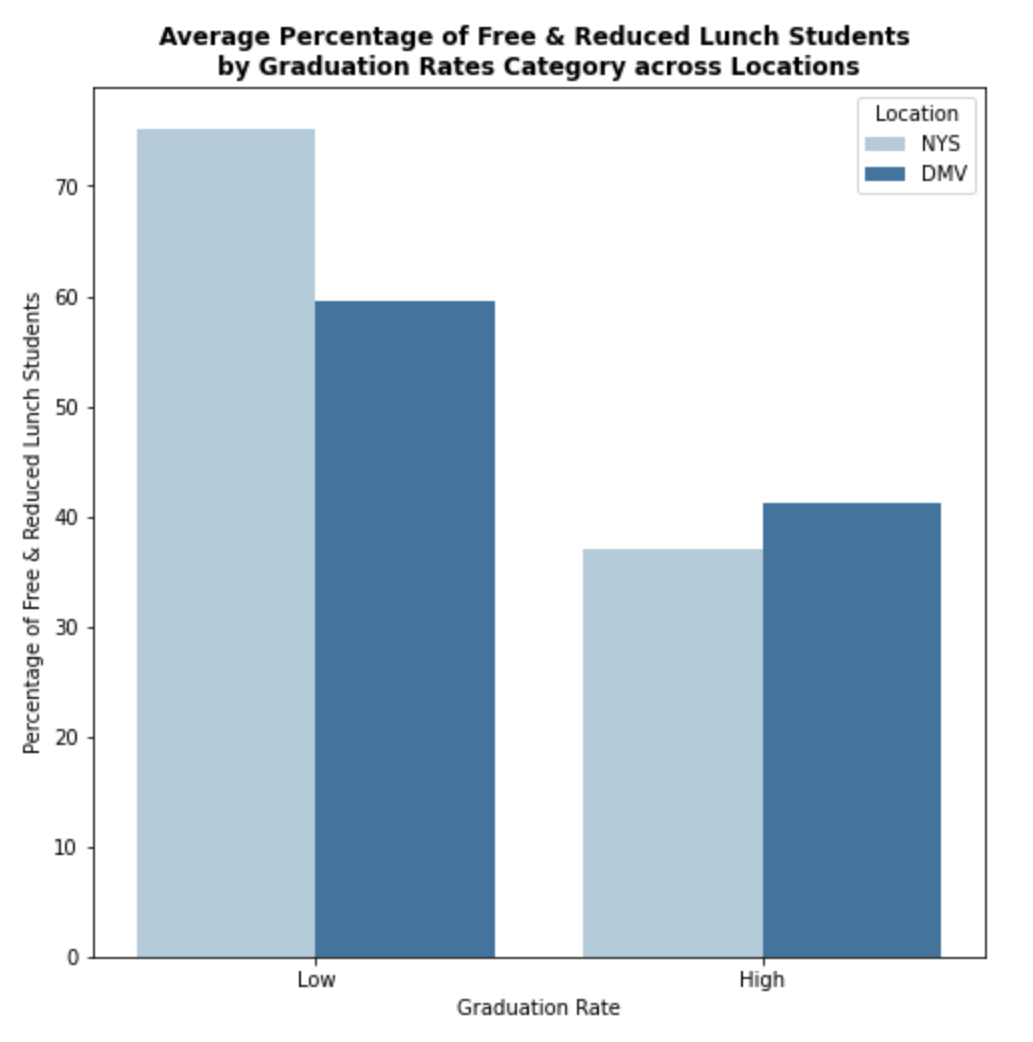 Average Percentage of Free & Reduced Lunch Students
by Graduation Rates Category across Locations
Location
NYS
DMV
Percentage of Free & Reduced Lunch Students
70
60
50
40
30
20
10
0
Low
High
Graduation Rate